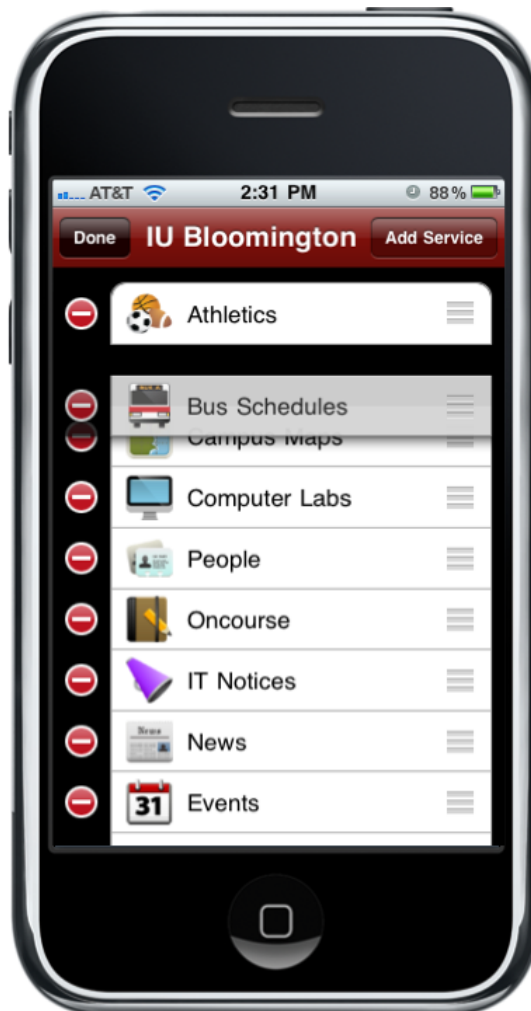 AT&T 2:31 PM 88%
Done IU Bloomington Add Service
Athletics
Bus Schedules
Campus Maps
Computer Labs
People
Oncourse
IT Notices
News
News
31
Events